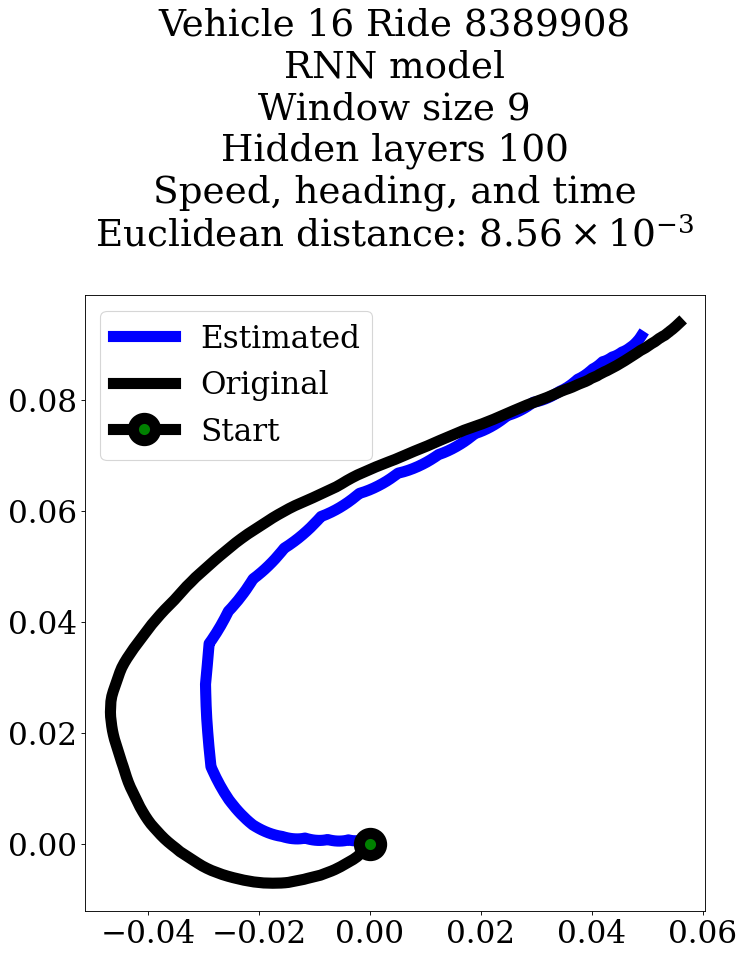 Vehicle 16 Ride 8389908
RNN model
Window size 9
Hidden layers 100
Speed, heading, and time
Euclidean distance: 8.56 × 10⁻³
Estimated
Original
Start
0.08
0.06
0.04
0.02
0.00
−0.04 −0.02 0.00 0.02 0.04 0.06